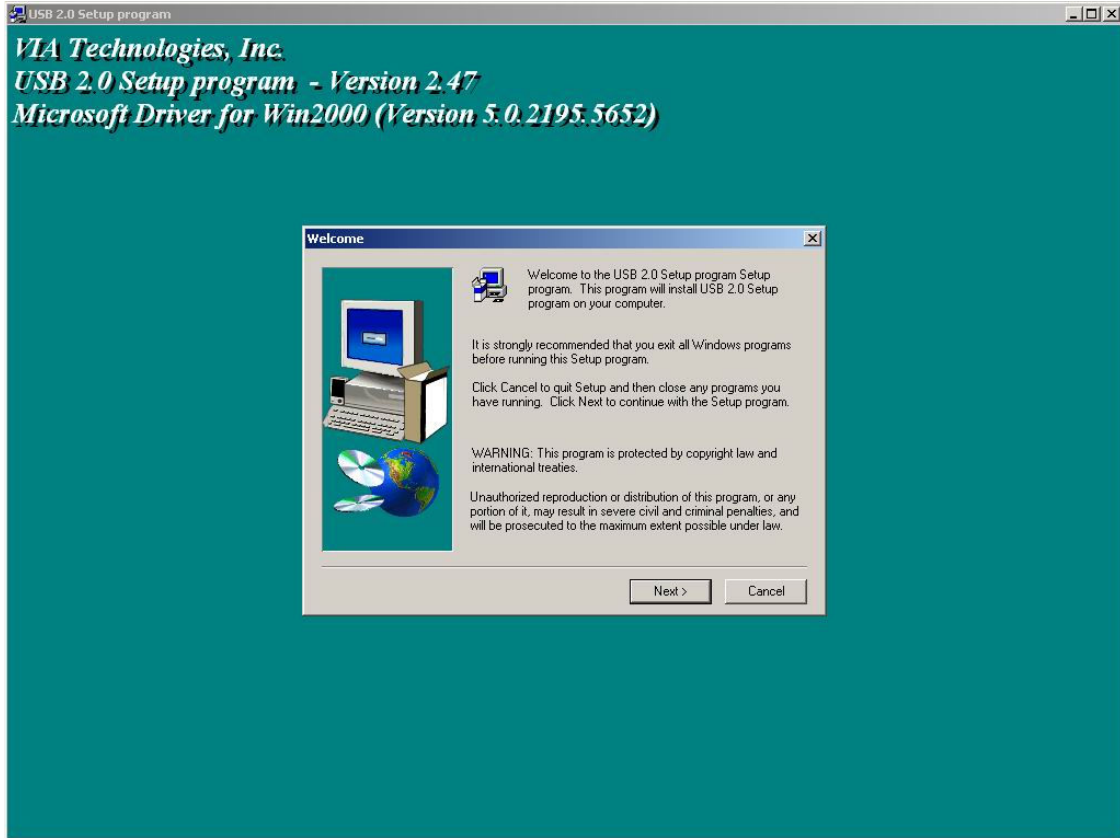 USB 2.0 Setup program
VIA Technologies, Inc.
USB 2.0 Setup program - Version 2.47
Microsoft Driver for Win2000 (Version 5.0.2195.5652)
Welcome
Welcome to the USB 2.0 Setup program Setup
program. This program will install USB 2.0 Setup
program on your computer.
It is strongly recommended that you exit all Windows programs
before running this Setup program.
Click Cancel to quit Setup and then close any programs you
have running. Click Next to continue with the Setup program.
WARNING: This program is protected by copyright law and
international treaties.
Unauthorized reproduction or distribution of this program, or any
portion of it, may result in severe civil and criminal penalties, and
will be prosecuted to the maximum extent possible under law.
Next >
Cancel